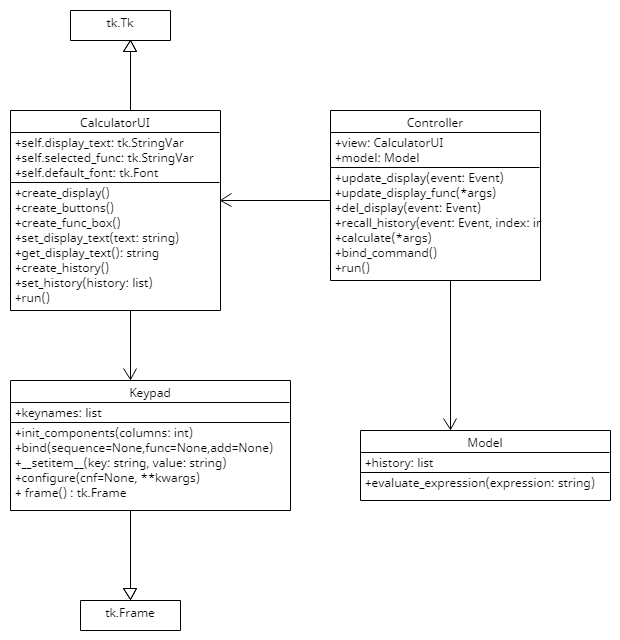 tk.Tk
CalculatorUI
+self.display_text: tk.StringVar
+self.selected_func: tk.StringVar
+self.default_font: tk.Font
+create_display()
+create_buttons()
+create_func_box()
+set_display_text(text: string)
+get_display_text(): string
+create_history()
+set_history(history: list)
+run()
Controller
+view: CalculatorUI
+model: Model
+update_display(event: Event)
+update_display_func(*args)
+del_display(event: Event)
+recall_history(event: Event, index: in
+calculate(*args)
+bind_command()
+run()
Keypad
+keynames: list
+init_components(columns: int)
+bind(sequence=None,func=None,add=None)
+__setitem__(key: string, value: string)
+configure(cnf=None, **kwargs)
+ frame() : tk.Frame
Model
+history: list
+evaluate_expression(expression: string)
tk.Frame